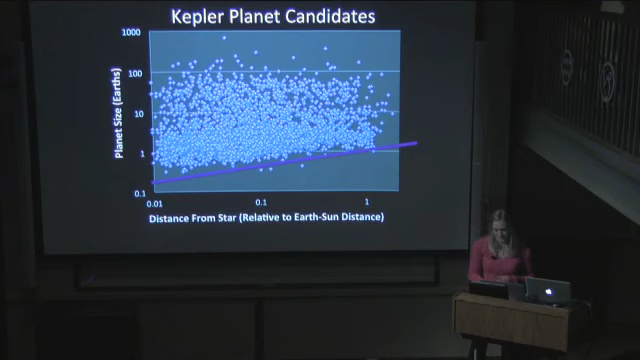 Kepler Planet Candidates
1000
100
10
1
0.1
Planet Size (Earths)
0.01
0.1
1
Distance From Star (Relative to Earth-Sun Distance)